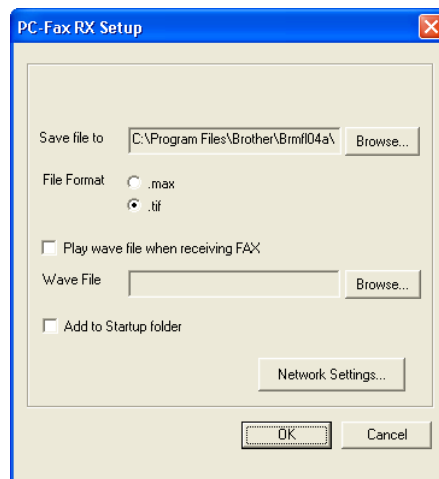 PC-Fax RX Setup
Save file to C:\Program Files\Brother\Brmfl04a\ Browse...
File Format .max
.tif
Play wave file when receiving FAX
Wave File Browse...
Add to Startup folder
Network Settings...
OK Cancel